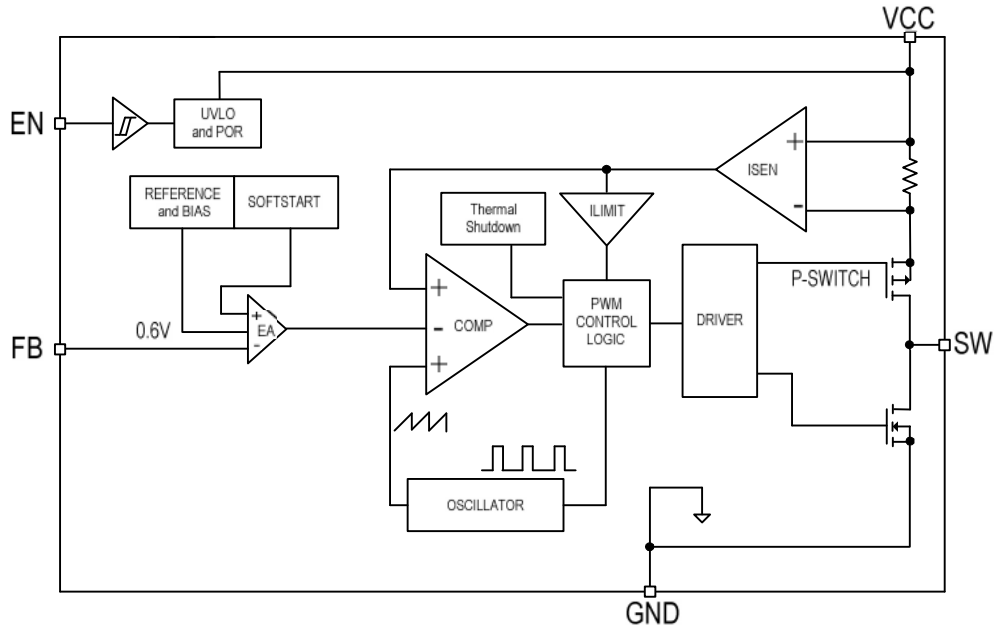 VCC
EN
UVLO
and POR
+
ISEN
-
REFERENCE
and BIAS
SOFTSTART
Thermal
Shutdown
ILIMIT
P-SWITCH
+
COMP
-
+
PWM
CONTROL
LOGIC
DRIVER
+
EA
-
0.6V
FB
SW
OSCILLATOR
GND